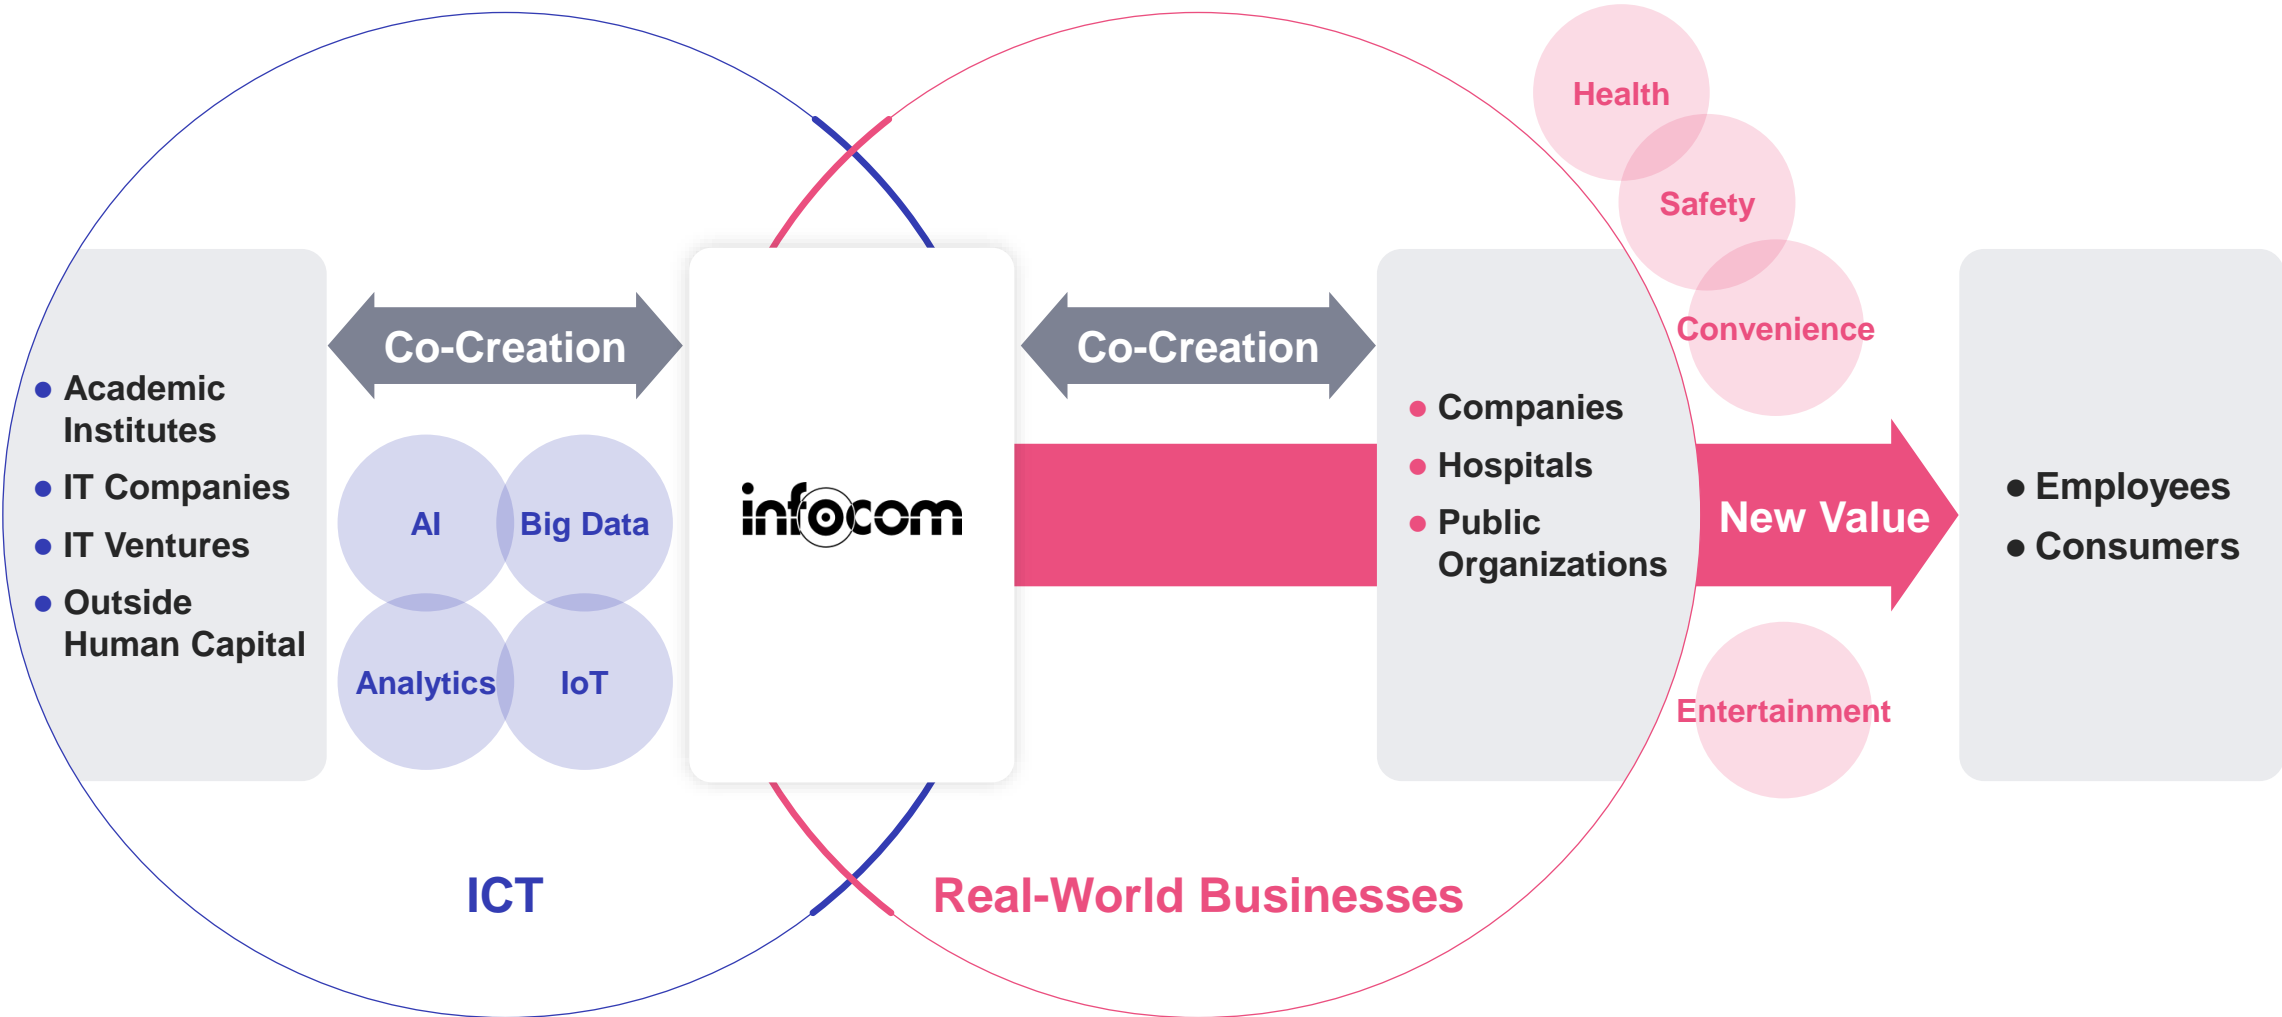 Health
Safety
Convenience
Co-Creation
Co-Creation
Academic
Institutes
IT Companies
IT Ventures
Outside
Human Capital
AI
Big Data
Analytics
IoT
infocom
Companies
Hospitals
Public
Organizations
New Value
Employees
Consumers
Entertainment
ICT
Real-World Businesses